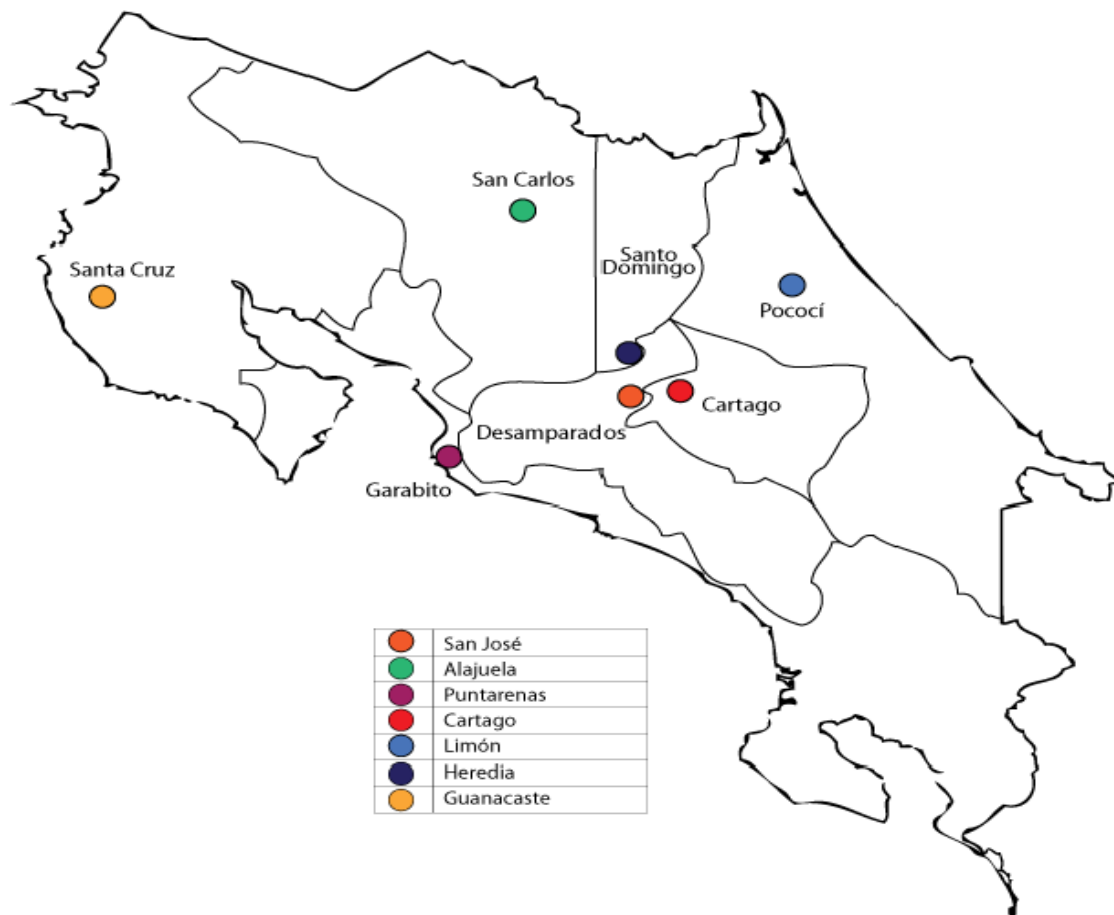 San Carlos
Santo
Domingo
Santa Cruz
Pococí
Cartago
Desamparados
Garabito
San José
Alajuela
Puntarenas
Cartago
Limón
Heredia
Guanacaste